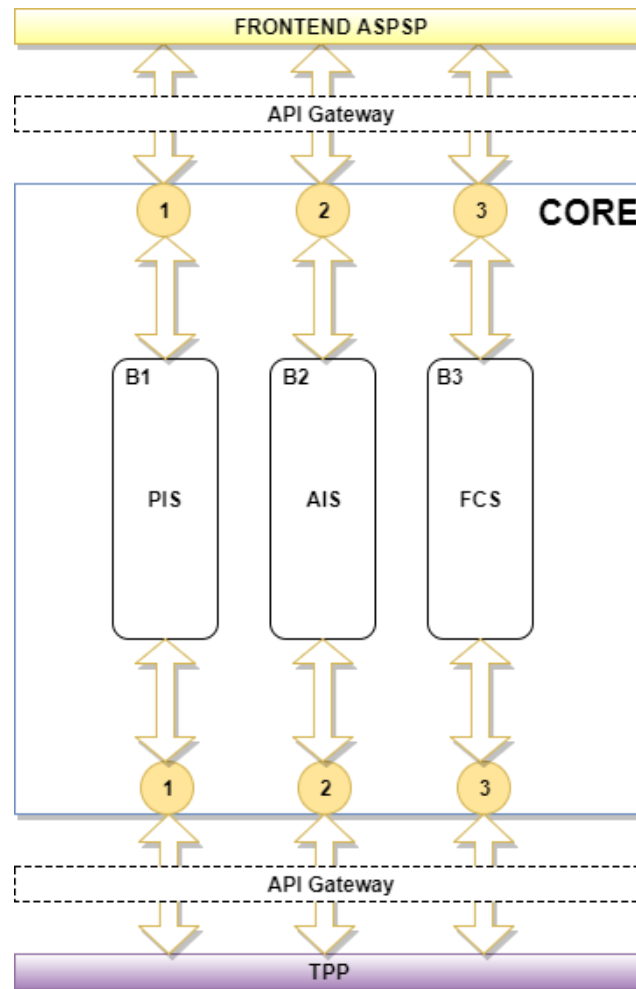 FRONTEND ASPSP
API Gateway
1
2
3
CORE
B1
B2
B3
PIS
AIS
FCS
1
2
3
API Gateway
TPP